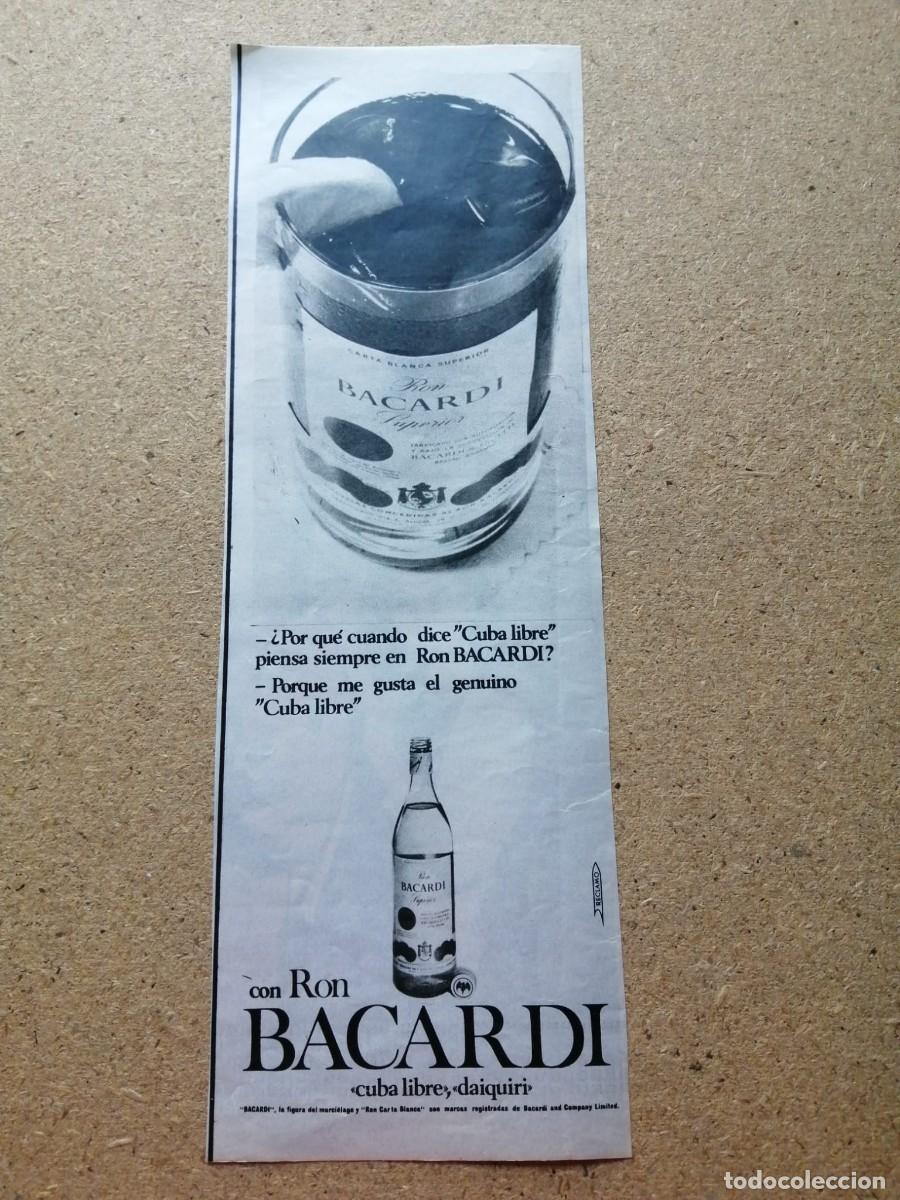 CARTA BLANCA SUPERIOR
Ron
BACARDI
Superior
BACARDI
– ¿Por qué cuando dice "Cuba libre"
piensa siempre en Ron BACARDI?
– Porque me gusta el genuino
"Cuba libre"
Ron
BACARDI
Superior
RECLAMO
con Ron
BACARDI
«cuba libre», «daiquiri»
"BACARDI", la figura del murciélago y "Ron Carta Blanca" son marcas registradas de Bacardi and Company Limited.
todocoleccion